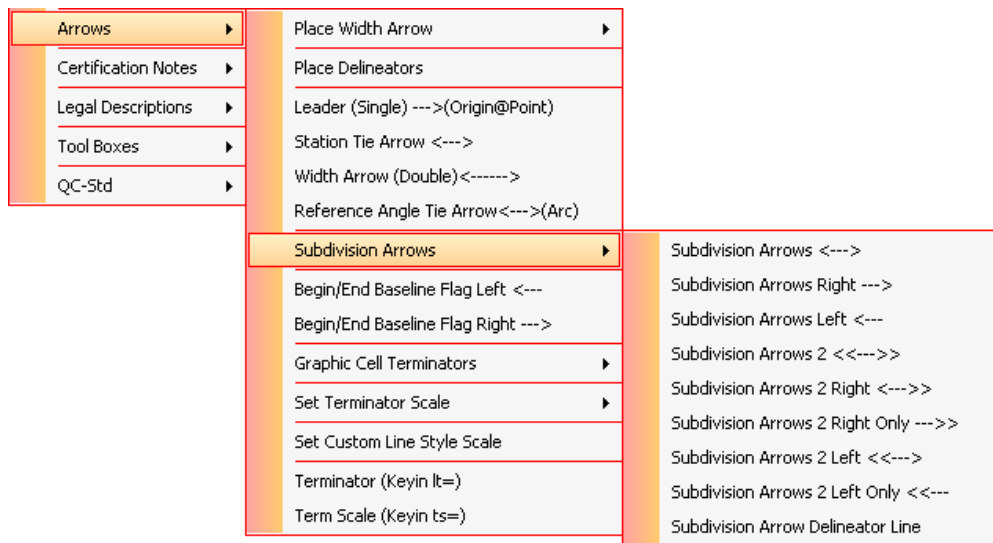 Arrows
Certification Notes
Legal Descriptions
Tool Boxes
QC-Std
Place Width Arrow
Place Delineators
Leader (Single) --->(Origin@Point)
Station Tie Arrow <--->
Width Arrow (Double)<------>
Reference Angle Tie Arrow<--->(Arc)
Subdivision Arrows
Begin/End Baseline Flag Left <---
Begin/End Baseline Flag Right --->
Graphic Cell Terminators
Set Terminator Scale
Set Custom Line Style Scale
Terminator (Keyin lt=)
Term Scale (Keyin ts=)
Subdivision Arrows <--->
Subdivision Arrows Right --->
Subdivision Arrows Left <---
Subdivision Arrows 2 <<--->>
Subdivision Arrows 2 Right <--->>
Subdivision Arrows 2 Right Only --->>
Subdivision Arrows 2 Left <<--->
Subdivision Arrows 2 Left Only <<---
Subdivision Arrow Delineator Line